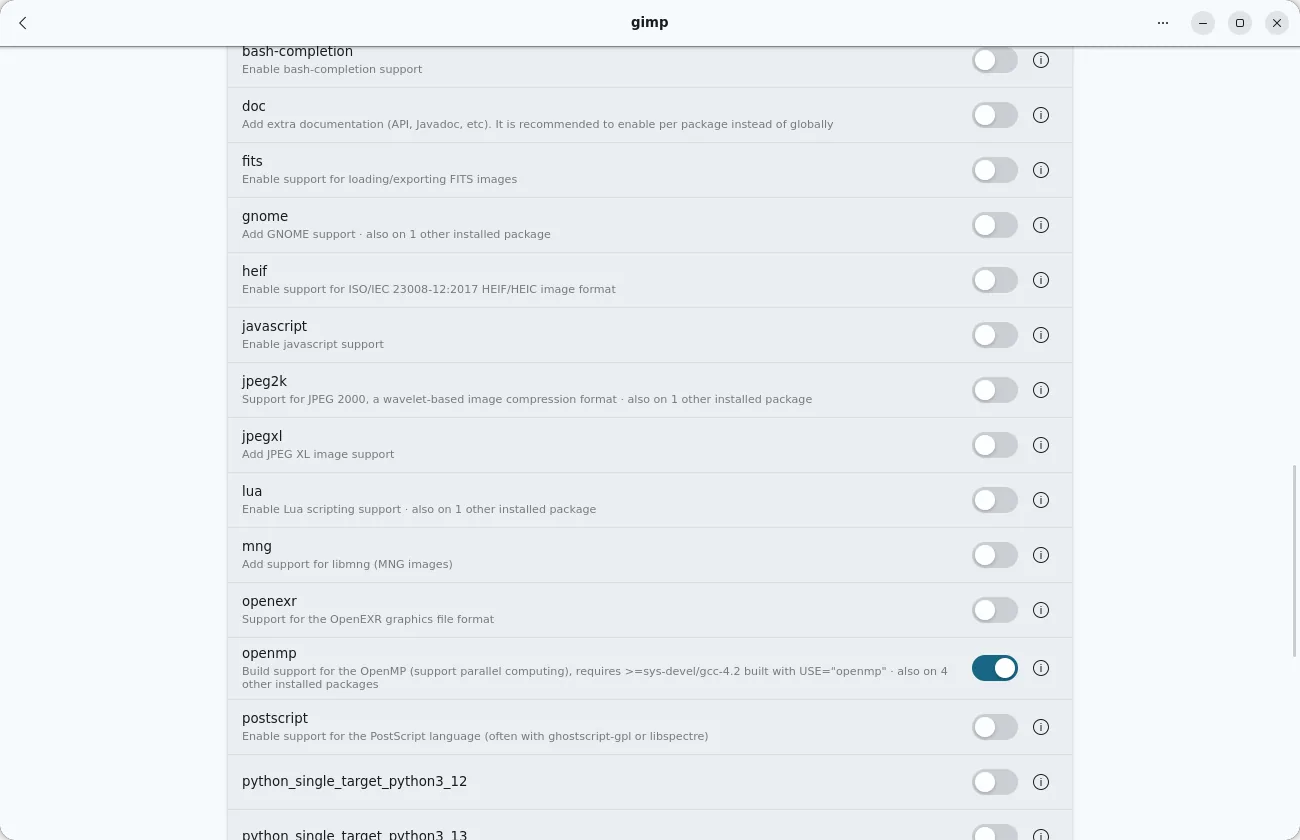 gimp
bash-completion
Enable bash-completion support
doc
Add extra documentation (API, Javadoc, etc). It is recommended to enable per package instead of globally
fits
Enable support for loading/exporting FITS images
gnome
Add GNOME support · also on 1 other installed package
heif
Enable support for ISO/IEC 23008-12:2017 HEIF/HEIC image format
javascript
Enable javascript support
jpeg2k
Support for JPEG 2000, a wavelet-based image compression format · also on 1 other installed package
jpegxl
Add JPEG XL image support
lua
Enable Lua scripting support · also on 1 other installed package
mng
Add support for libmng (MNG images)
openexr
Support for the OpenEXR graphics file format
openmp
Build support for the OpenMP (support parallel computing), requires >=sys-devel/gcc-4.2 built with USE="openmp" · also on 4
other installed packages
postscript
Enable support for the PostScript language (often with ghostscript-gpl or libspectre)
python_single_target_python3_12
python_single_target_python3_13